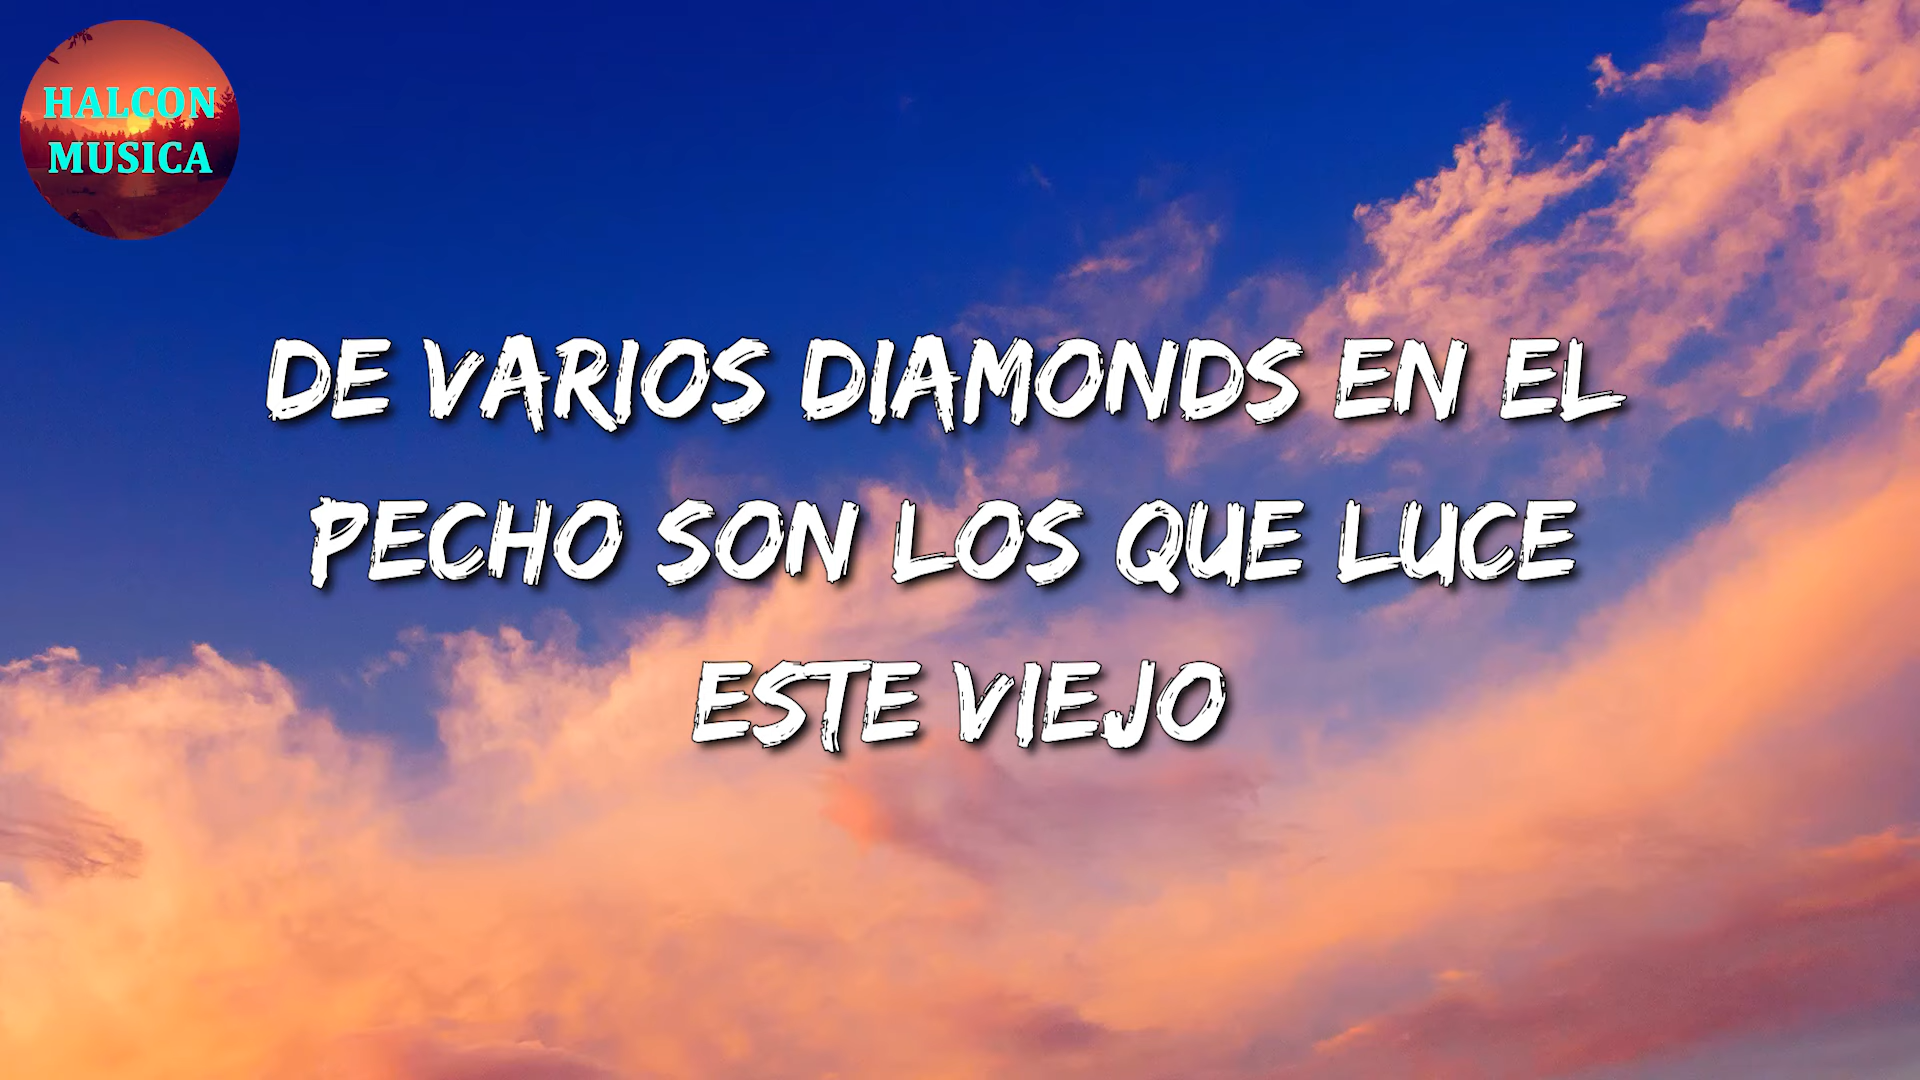 HALCON
MUSICA
DE VARIOS DIAMONDS EN EL
PECHO SON LOS QUE LUCE
ESTE VIEJO